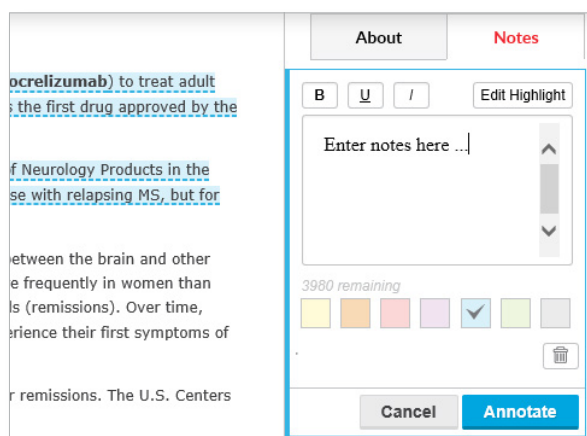 About
Notes
ocrelizumab) to treat adult
s the first drug approved by the
of Neurology Products in the
se with relapsing MS, but for
between the brain and other
e frequently in women than
ls (remissions). Over time,
erience their first symptoms of
r remissions. The U.S. Centers
B U I Edit Highlight
Enter notes here ...
3980 remaining
Cancel Annotate